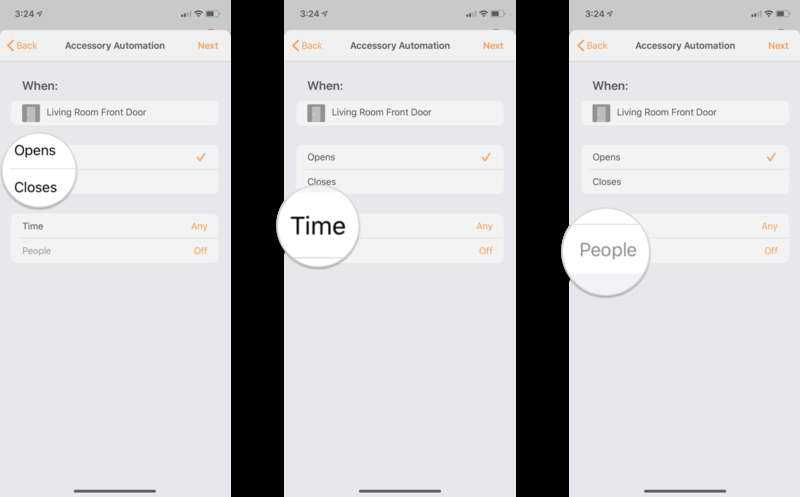 3:24
Back Accessory Automation Next
When:
Living Room Front Door
Opens
Closes
Time Any
People Off
3:24
Back Accessory Automation Next
When:
Living Room Front Door
Opens
Closes
Time Any
Off
3:24
Back Accessory Automation Next
When:
Living Room Front Door
Opens
Closes
Any
People Off